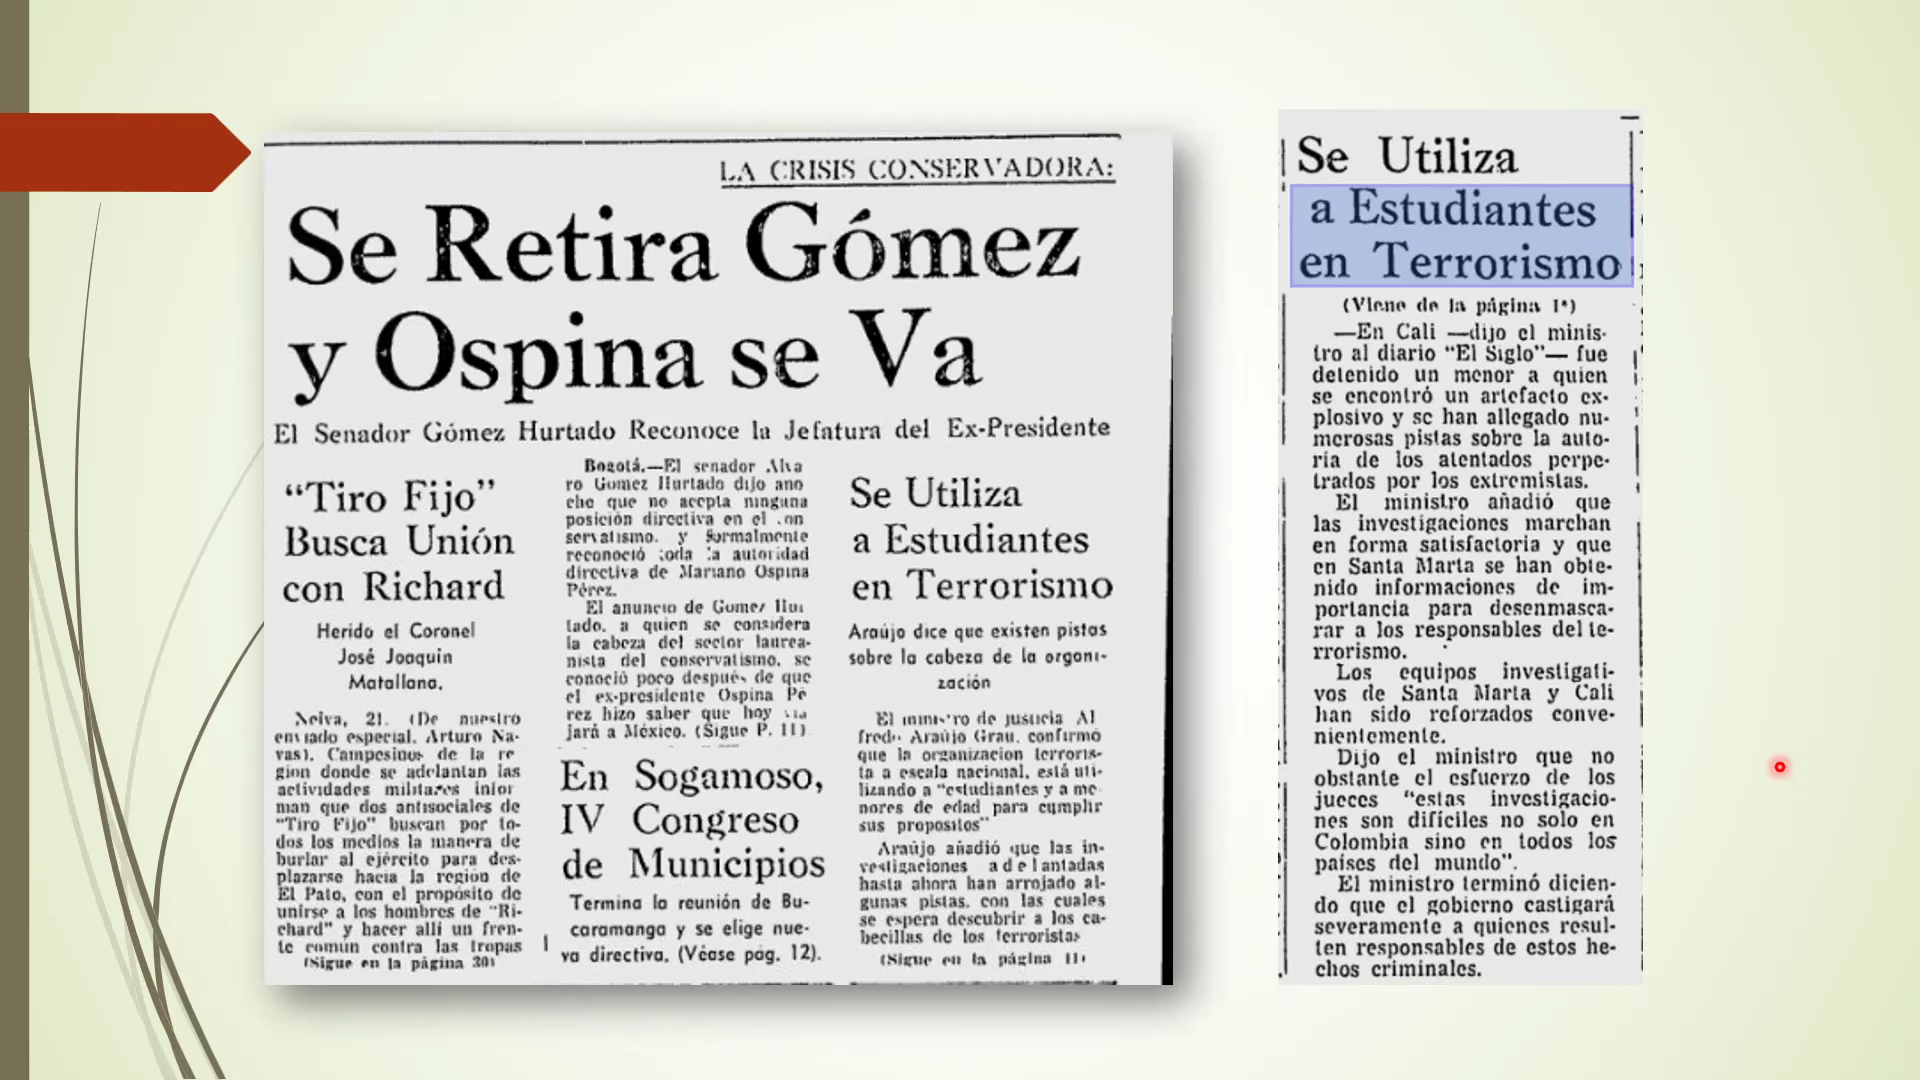 LA CRISIS CONSERVADORA:
Se Retira Gómez
y Ospina se Va
El Senador Gómez Hurtado Reconoce la Jefatura del Ex-Presidente
“Tiro Fijo”
Busca Unión
con Richard
Herido el Coronel
José Joaquín
Matallana.
Neiva, 21. (De nuestro
enviado especial, Arturo Na-
vas). Campesinos de la re
gión donde se adelantan las
actividades militares infor
man que dos antisociales de
“Tiro Fijo” buscan por to-
dos los medios la manera de
burlar al ejército para des-
plazarse hacia la región de
El Pato, con el propósito de
unirse a los hombres de “Ri-
chard” y hacer allí un fren-
te común contra las tropas
(Sigue en la página 30)
Bogotá.—El senador Alva
ro Gómez Hurtado dijo ano
che que no acepta ninguna
posición directiva en el con
servatismo, y formalmente
reconoció toda la autoridad
directiva de Mariano Ospina
Pérez.
El anuncio de Gómez Hur
tado, a quien se considera
la cabeza del sector laurea-
nista del conservatismo, se
conoció poco después de que
el ex-presidente Ospina Pé
rez hizo saber que hoy via
jará a México. (Sigue P. 11).
En Sogamoso,
IV Congreso
de Municipios
Termina la reunión de Bu-
caramanga y se elige nue-
va directiva. (Véase pág. 12).
Se Utiliza
a Estudiantes
en Terrorismo
Araújo dice que existen pistas
sobre la cabeza de la organi-
zación
El ministro de justicia Al
fredo Araújo Grau, confirmó
que la organización terroris-
ta a escala nacional, está uti-
lizando a “estudiantes y a me
nores de edad para cumplir
sus propósitos”
Araújo añadió que las in-
vestigaciones adelantadas
hasta ahora han arrojado al-
gunas pistas, con las cuales
se espera descubrir a los ca-
becillas de los terroristas
(Sigue en la página 11)
Se Utiliza
a Estudiantes
en Terrorismo
(Viene de la página 1ª)
—En Cali —dijo el minis-
tro al diario “El Siglo”— fue
detenido un menor a quien
se encontró un artefacto ex-
plosivo y se han allegado nu-
merosas pistas sobre la auto-
ría de los atentados perpe-
trados por los extremistas.
El ministro añadió que
las investigaciones marchan
en forma satisfactoria y que
en Santa Marta se han obte-
nido informaciones de im-
portancia para desenmasca-
rar a los responsables del te-
rrorismo.
Los equipos investigati-
vos de Santa Marta y Cali
han sido reforzados conve-
nientemente.
Dijo el ministro que no
obstante el esfuerzo de los
jueces “estas investigacio-
nes son difíciles no solo en
Colombia sino en todos los
países del mundo”.
El ministro terminó dicien-
do que el gobierno castigará
severamente a quienes resul-
ten responsables de estos he-
chos criminales.